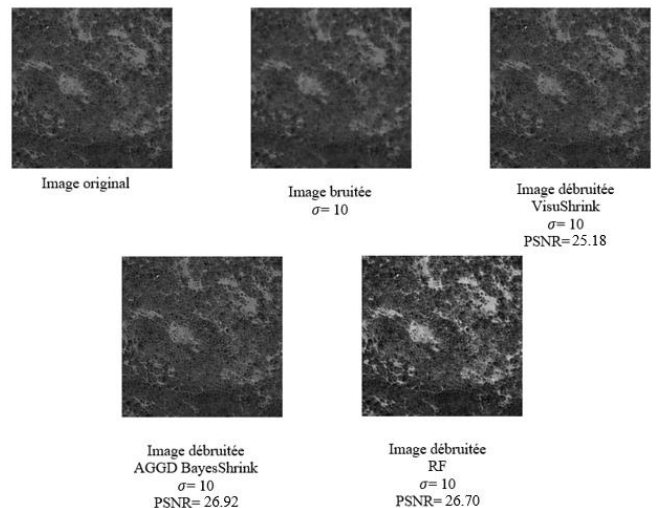 Image original
Image bruitée
σ= 10
Image débruitée
VisuShrink
σ= 10
PSNR= 25.18
Image débruitée
AGGD BayesShrink
σ= 10
PSNR= 26.92
Image débruitée
RF
σ= 10
PSNR= 26.70